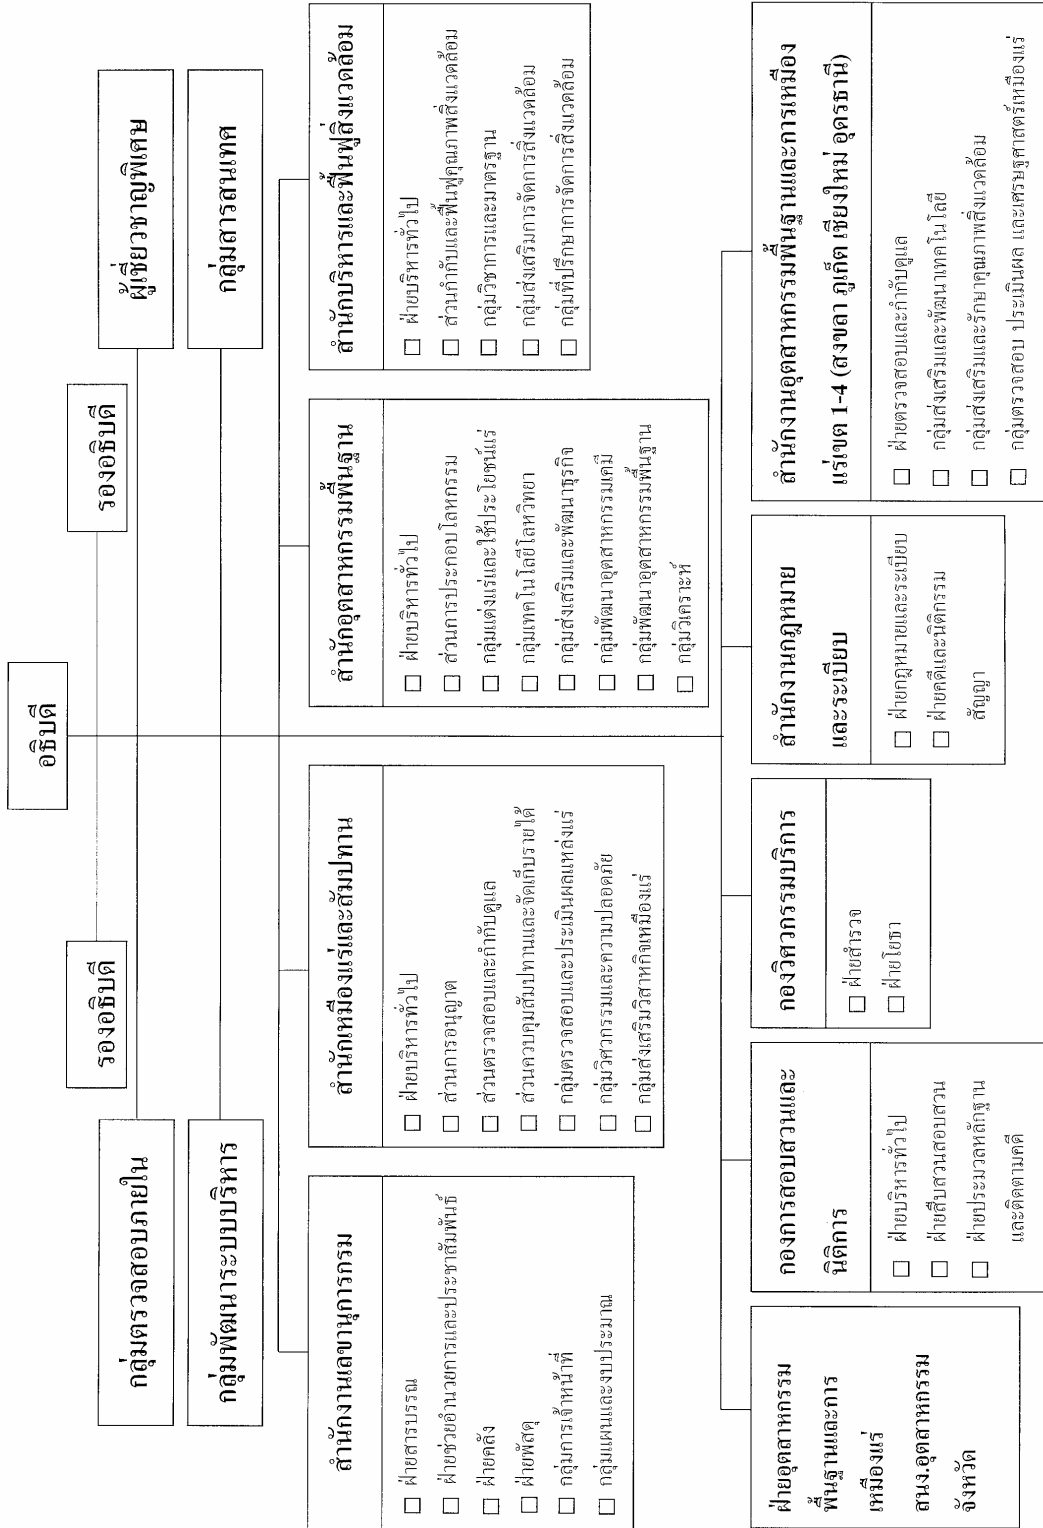 อธิบดี
รองอธิบดี
รองอธิบดี
กลุ่มตรวจสอบภายใน
ผู้เชี่ยวชาญพิเศษ
กลุ่มพัฒนาระบบบริหาร
กลุ่มสารสนเทศ
สำนักงานเลขานุการกรม
ฝ่ายสารบรรณ
ฝ่ายช่วยอำนวยการและประชาสัมพันธ์
ฝ่ายคลัง
ฝ่ายพัสดุ
กลุ่มการเจ้าหน้าที่
กลุ่มแผนและงบประมาณ
สำนักเหมืองแร่และสัมปทาน
ฝ่ายบริหารทั่วไป
ส่วนการอนุญาต
ส่วนตรวจสอบและกำกับดูแล
ส่วนควบคุมสัมปทานและจัดเก็บรายได้
กลุ่มตรวจสอบและประเมินผลแหล่งแร่
กลุ่มวิศวกรรมและความปลอดภัย
กลุ่มส่งเสริมวิสาหกิจเหมืองแร่
สำนักอุตสาหกรรมพื้นฐาน
ฝ่ายบริหารทั่วไป
ส่วนการประกอบโลหกรรม
กลุ่มแต่งแร่และใช้ประโยชน์แร่
กลุ่มเทคโนโลยีโลหวิทยา
กลุ่มส่งเสริมและพัฒนาธุรกิจ
กลุ่มพัฒนาอุตสาหกรรมเคมี
กลุ่มพัฒนาอุตสาหกรรมพื้นฐาน
กลุ่มวิเคราะห์
สำนักบริหารและฟื้นฟูสิ่งแวดล้อม
ฝ่ายบริหารทั่วไป
ส่วนกำกับและฟื้นฟูคุณภาพสิ่งแวดล้อม
กลุ่มวิชาการและมาตรฐาน
กลุ่มส่งเสริมการจัดการสิ่งแวดล้อม
กลุ่มที่ปรึกษาการจัดการสิ่งแวดล้อม
ฝ่ายอุตสาหกรรม
พื้นฐานและการ
เหมืองแร่
สนง.อุตสาหกรรม
จังหวัด
กองการสอบสวนและ
นิติการ
ฝ่ายบริหารทั่วไป
ฝ่ายสืบสวนสอบสวน
ฝ่ายประมวลหลักฐาน
และติดตามคดี
กองวิศวกรรมบริการ
ฝ่ายสำรวจ
ฝ่ายโยธา
สำนักงานกฎหมาย
และระเบียบ
ฝ่ายกฎหมายและระเบียบ
ฝ่ายคดีและนิติกรรม
สัญญา
สำนักงานอุตสาหกรรมพื้นฐานและการเหมือง
แร่เขต 1-4 (สงขลา ภูเก็ต เชียงใหม่ อุดรธานี)
ฝ่ายตรวจสอบและกำกับดูแล
กลุ่มส่งเสริมและพัฒนาเทคโนโลยี
กลุ่มส่งเสริมและรักษาคุณภาพสิ่งแวดล้อม
กลุ่มตรวจสอบ ประเมินผล และเศรษฐศาสตร์เหมืองแร่